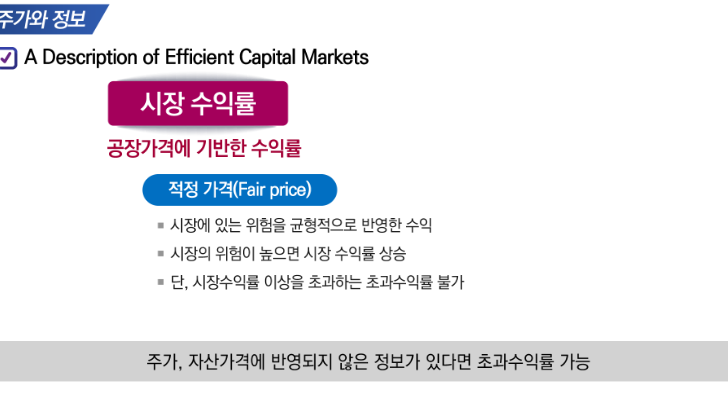 주가와 정보
A Description of Efficient Capital Markets
시장 수익률
공장가격에 기반한 수익률
적정 가격(Fair price)
시장에 있는 위험을 균형적으로 반영한 수익
시장의 위험이 높으면 시장 수익률 상승
단, 시장수익률 이상을 초과하는 초과수익률 불가
주가, 자산가격에 반영되지 않은 정보가 있다면 초과수익률 가능